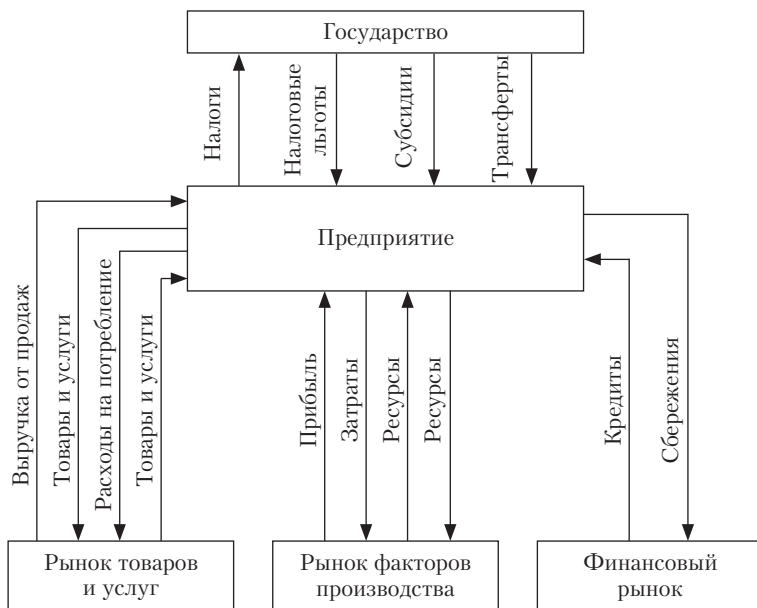 Государство
Налоги
Налоговые
льготы
Субсидии
Трансферты
Предприятие
Выручка от продаж
Товары и услуги
Расходы на потребление
Товары и услуги
Прибыль
Затраты
Ресурсы
Ресурсы
Кредиты
Сбережения
Рынок товаров
и услуг
Рынок факторов
производства
Финансовый
рынок